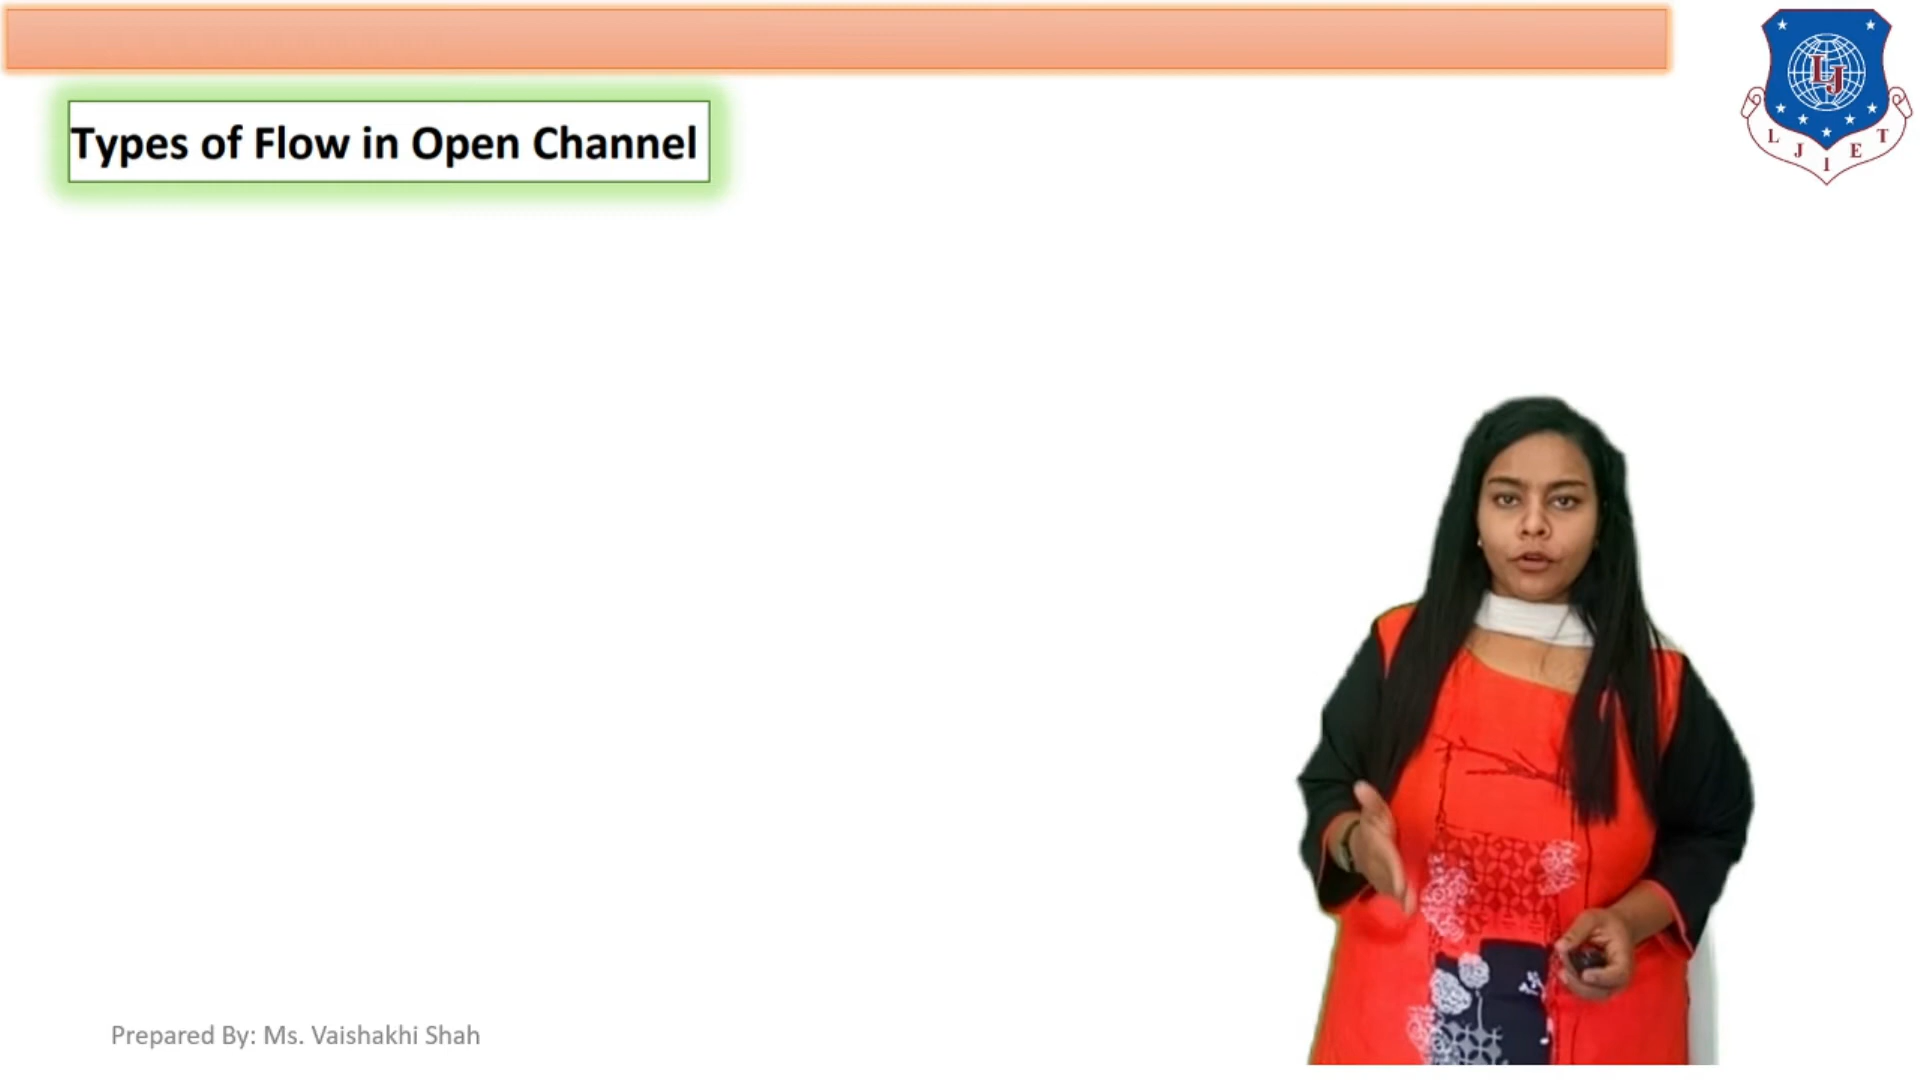 Types of Flow in Open Channel
LJ
L J I E T
Prepared By: Ms. Vaishakhi Shah